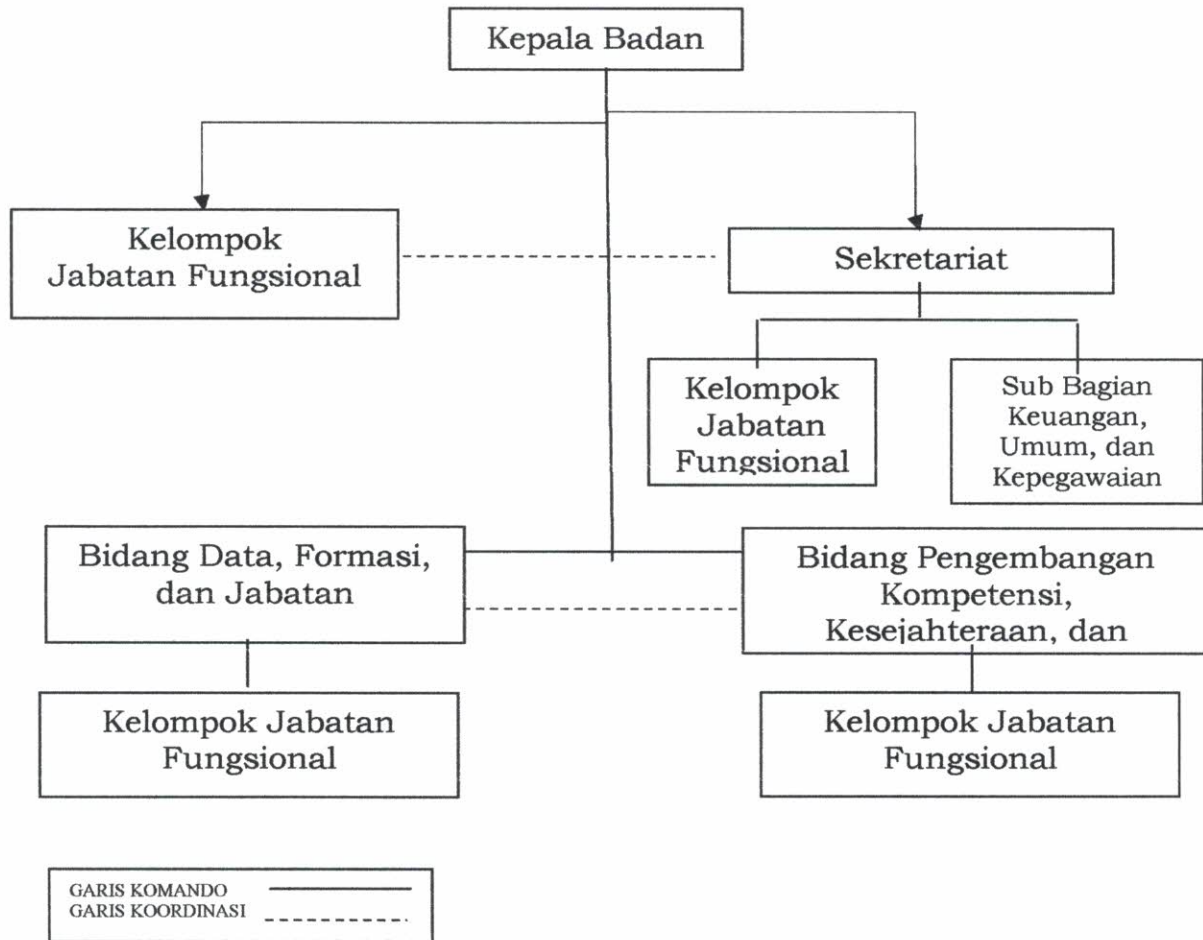 Kepala Badan
Kelompok
Jabatan Fungsional
Sekretariat
Kelompok
Jabatan
Fungsional
Sub Bagian
Keuangan,
Umum, dan
Kepegawaian
Bidang Data, Formasi,
dan Jabatan
Bidang Pengembangan
Kompetensi,
Kesejahteraan, dan
Kelompok Jabatan
Fungsional
Kelompok Jabatan
Fungsional
GARIS KOMANDO
GARIS KOORDINASI